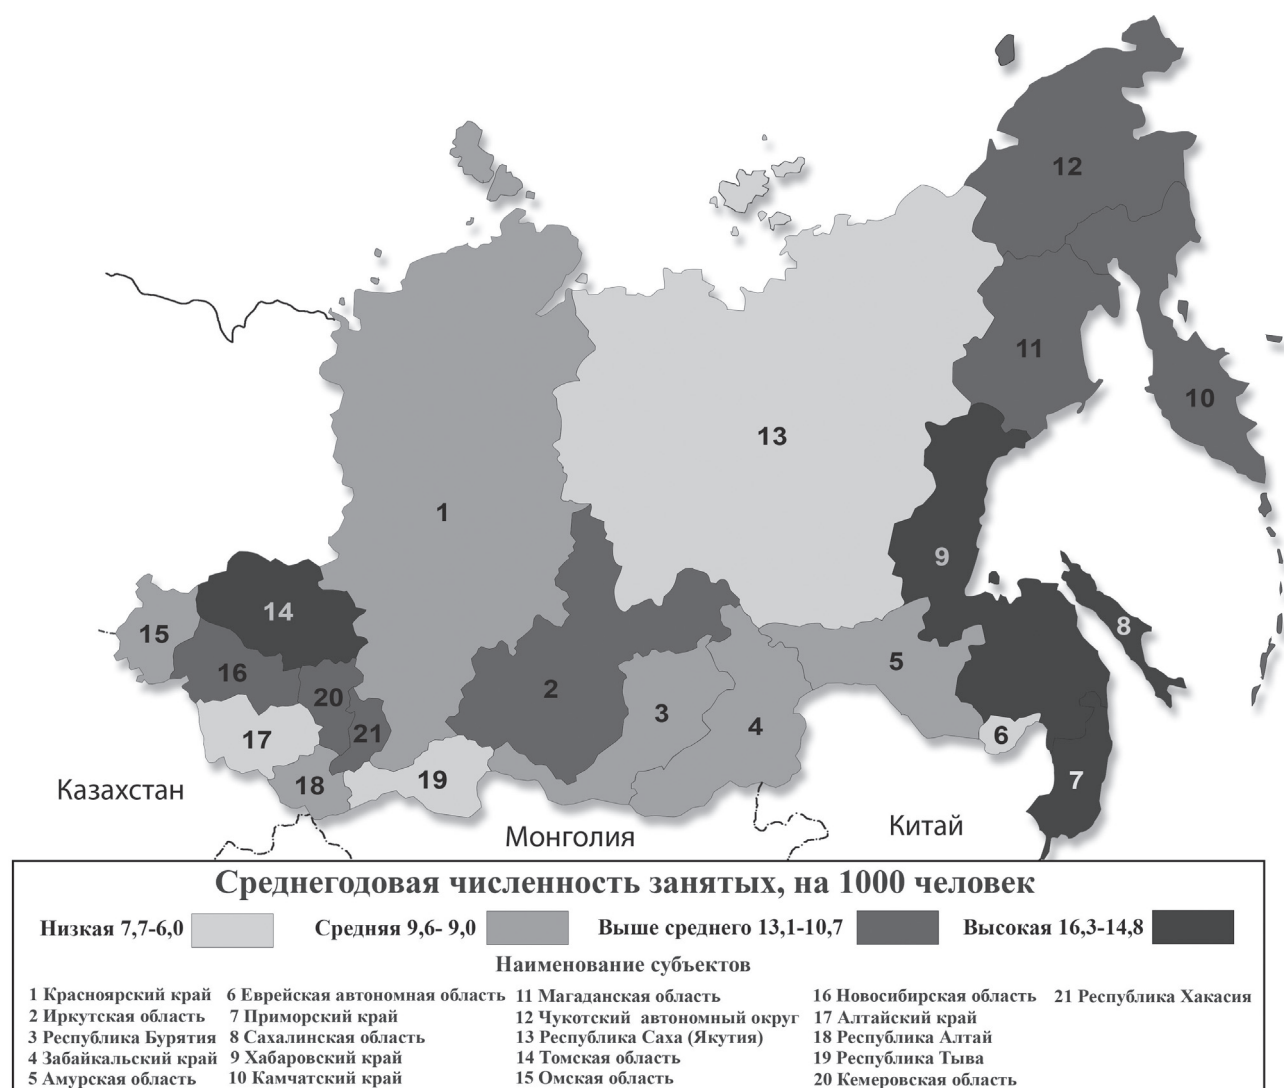 12
11
13
10
1
9
14
15
8
5
16
2
20
3
4
21
17
6
19
18
7
Казахстан
Монголия
Китай
Среднегодовая численность занятых, на 1000 человек
Низкая 7,7-6,0 Средняя 9,6- 9,0 Выше среднего 13,1-10,7 Высокая 16,3-14,8
Наименование субъектов
1 Красноярский край
2 Иркутская область
3 Республика Бурятия
4 Забайкальский край
5 Амурская область
6 Еврейская автономная область
7 Приморский край
8 Сахалинская область
9 Хабаровский край
10 Камчатский край
11 Магаданская область
12 Чукотский автономный округ
13 Республика Саха (Якутия)
14 Томская область
15 Омская область
16 Новосибирская область
17 Алтайский край
18 Республика Алтай
19 Республика Тыва
20 Кемеровская область
21 Республика Хакасия